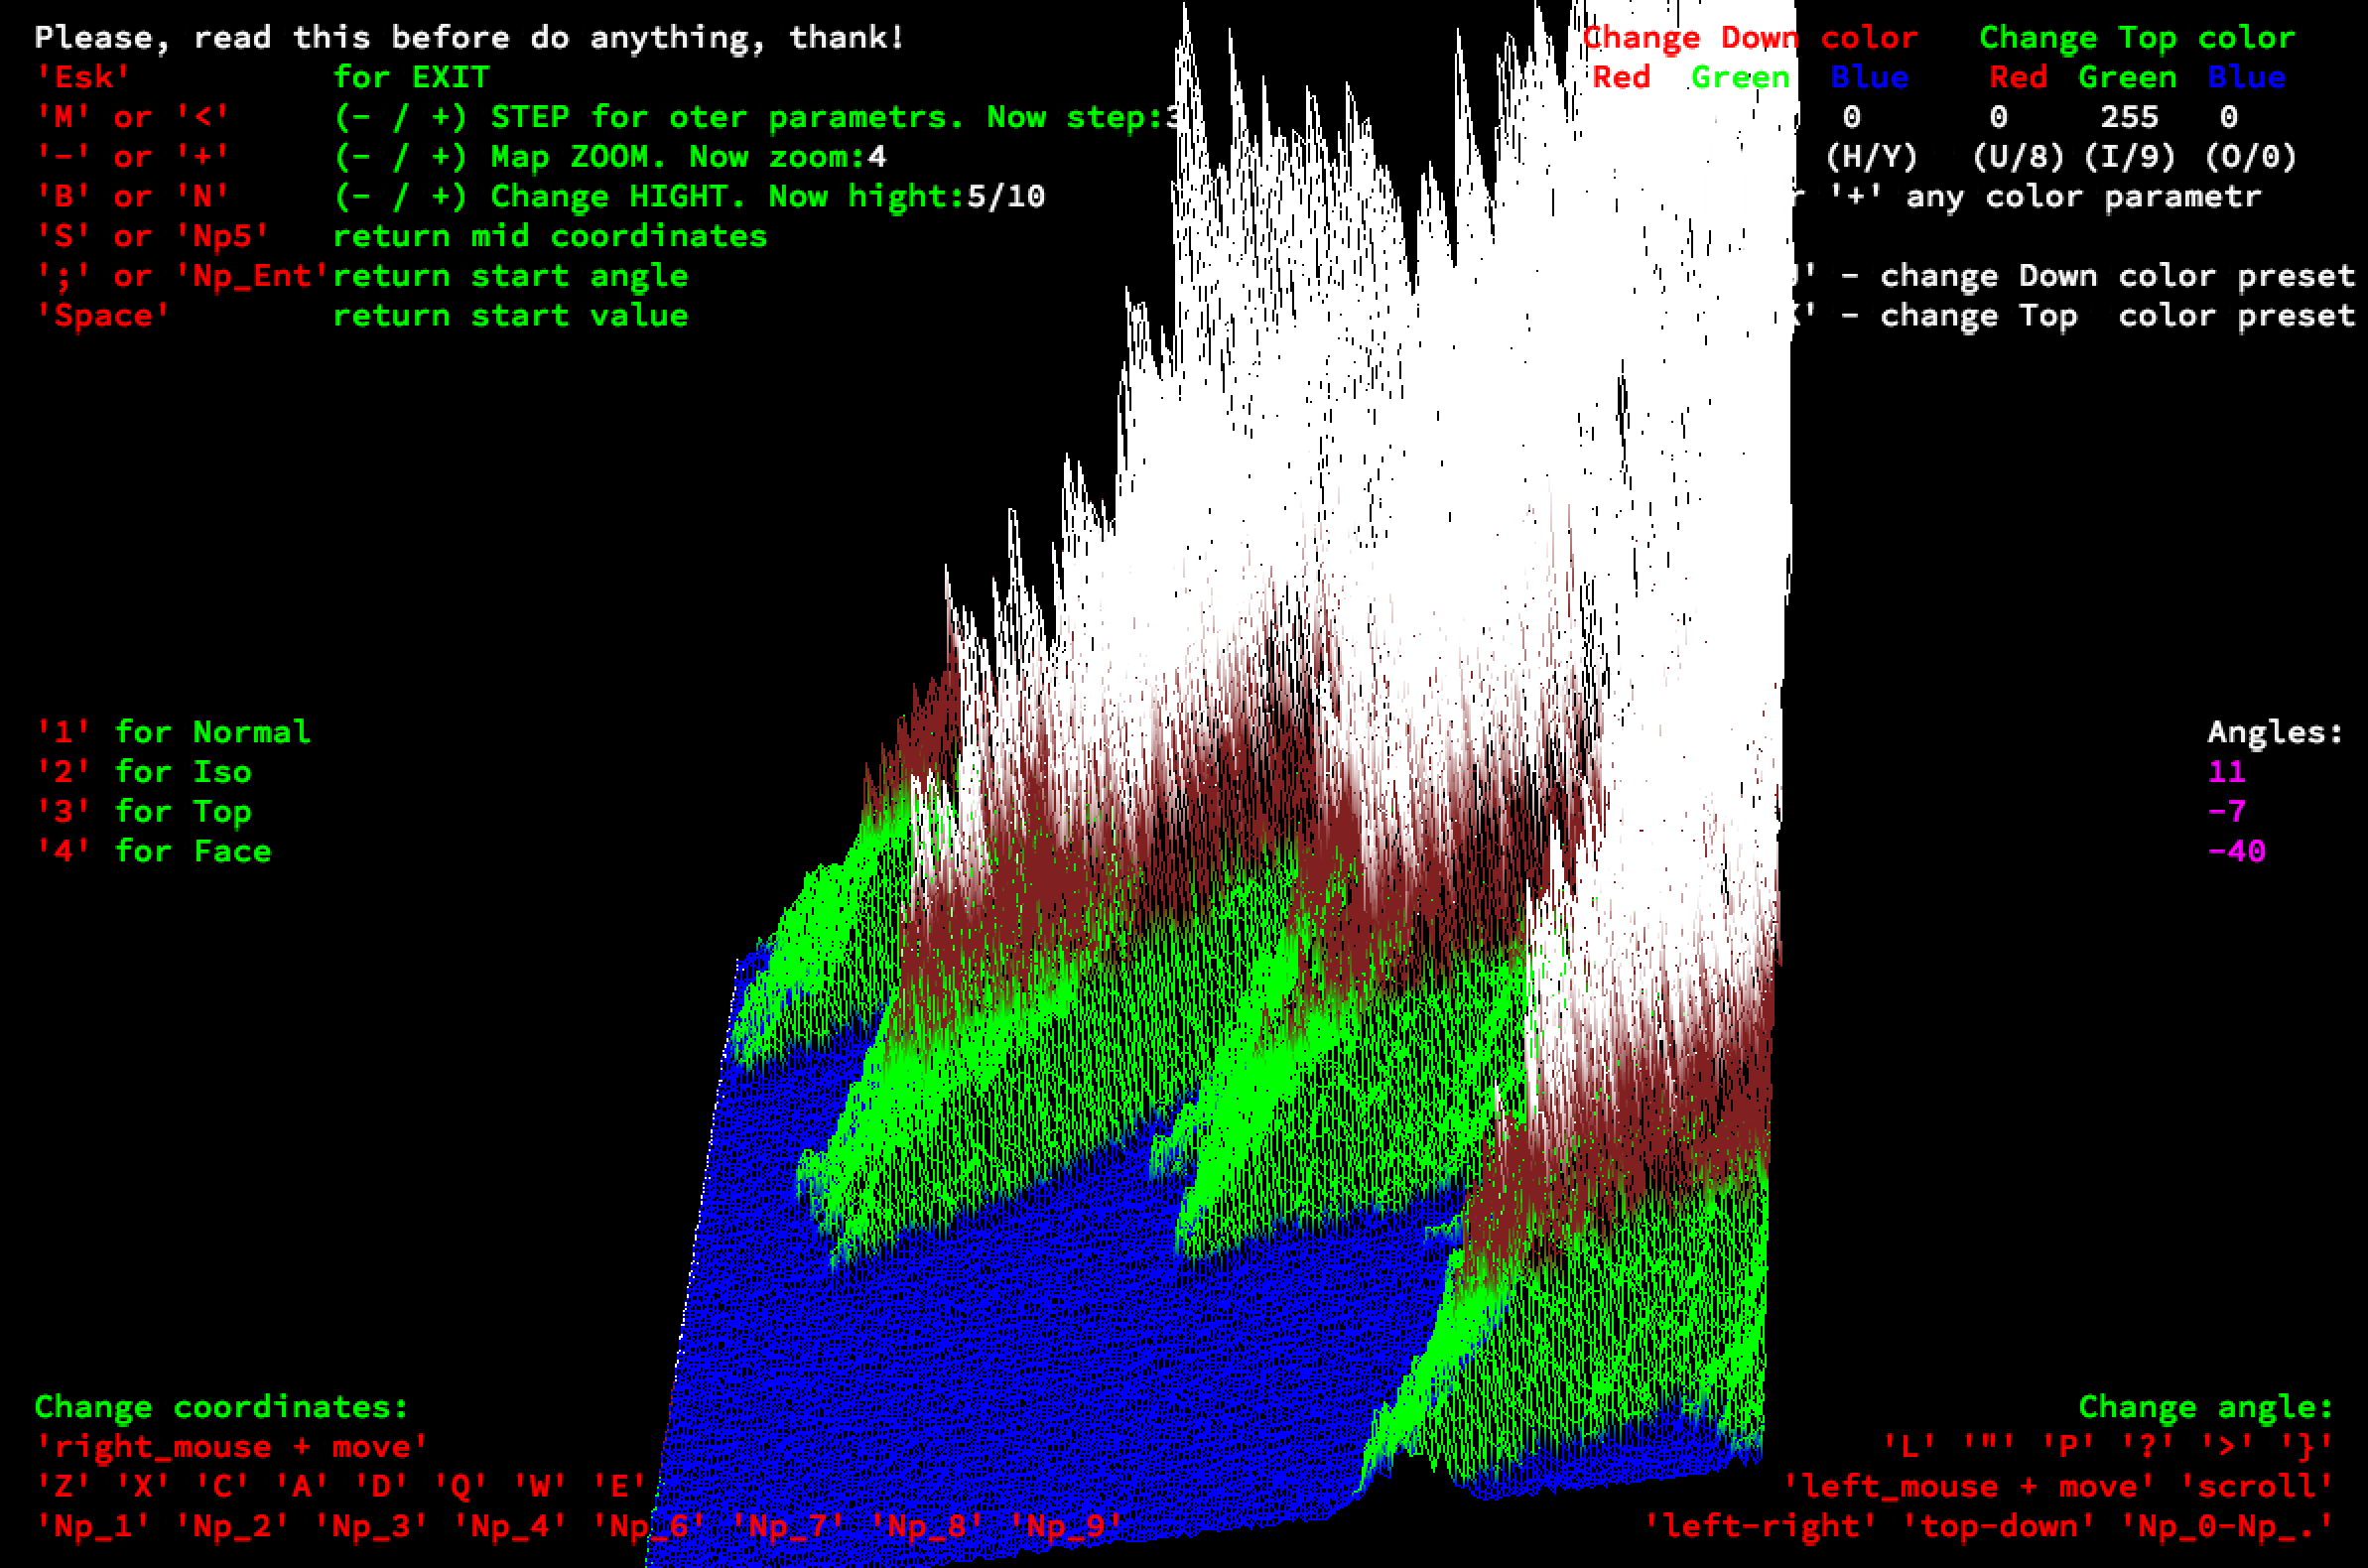 Please, read this before do anything, thank!
'Esk' for EXIT
'M' or '<' (- / +) STEP for oter parametrs. Now step:3
'-' or '+' (- / +) Map ZOOM. Now zoom:4
'B' or 'N' (- / +) Change HIGHT. Now hight:5/10
'S' or 'Np5' return mid coordinates
';' or 'Np_Ent' return start angle
'Space' return start value
Change Down color Change Top color
Red Green Blue Red Green Blue
0 0 255 0
(H/Y) (U/8) (I/9) (O/0)
'+' any color parametr
- change Down color preset
- change Top color preset
'1' for Normal
'2' for Iso
'3' for Top
'4' for Face
Angles:
11
-7
-40
Change coordinates:
'right_mouse + move'
'Z' 'X' 'C' 'A' 'D' 'Q' 'W' 'E'
'Np_1' 'Np_2' 'Np_3' 'Np_4' 'Np_6' 'Np_7' 'Np_8' 'Np_9'
Change angle:
'L' '"' 'P' '?' '>' '}'
'left_mouse + move' 'scroll'
'left-right' 'top-down' 'Np_0-Np_.'